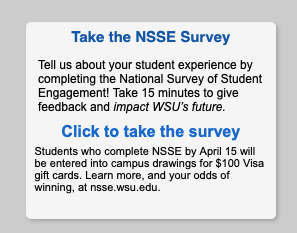 Take the NSSE Survey
Tell us about your student experience by
completing the National Survey of Student
Engagement! Take 15 minutes to give
feedback and impact WSU's future.
Click to take the survey
Students who complete NSSE by April 15 will
be entered into campus drawings for $100 Visa
gift cards. Learn more, and your odds of
winning, at nsse.wsu.edu.